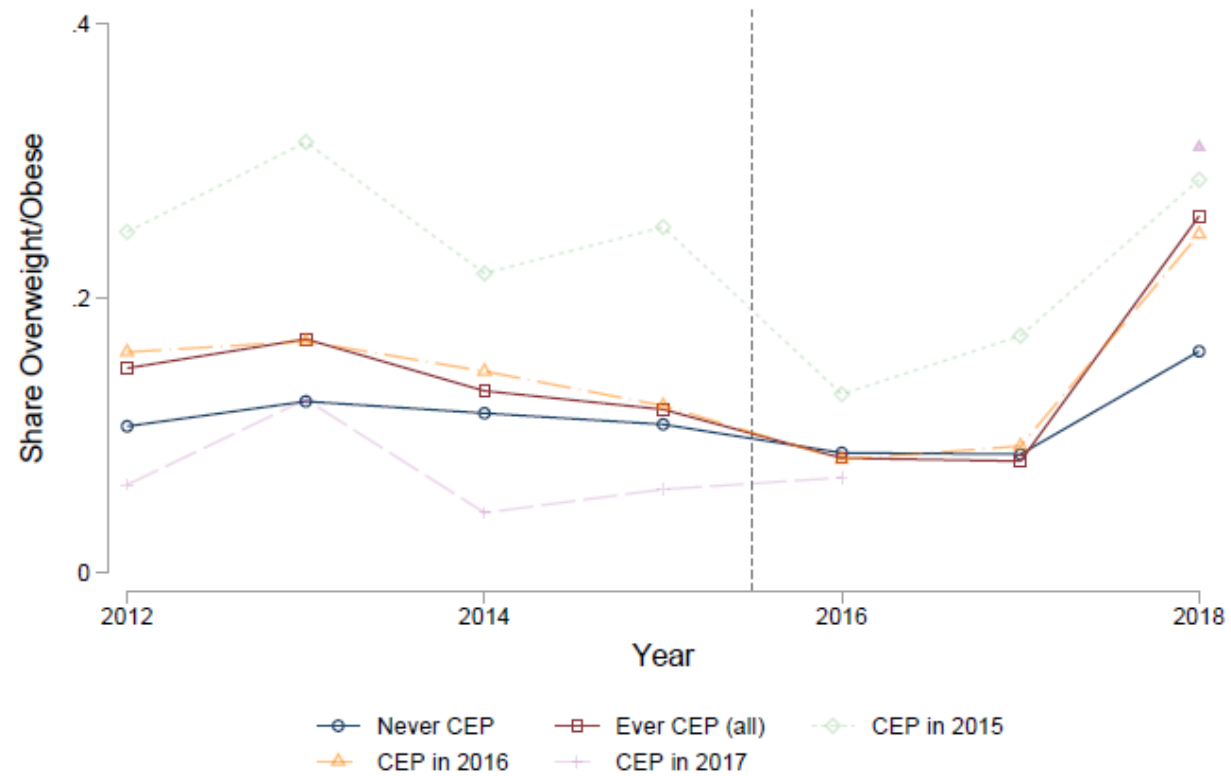 .4
.2
0
Share Overweight/Obese
2012 2014 2016 2018
Year
Never CEP Ever CEP (all) CEP in 2015
CEP in 2016 CEP in 2017